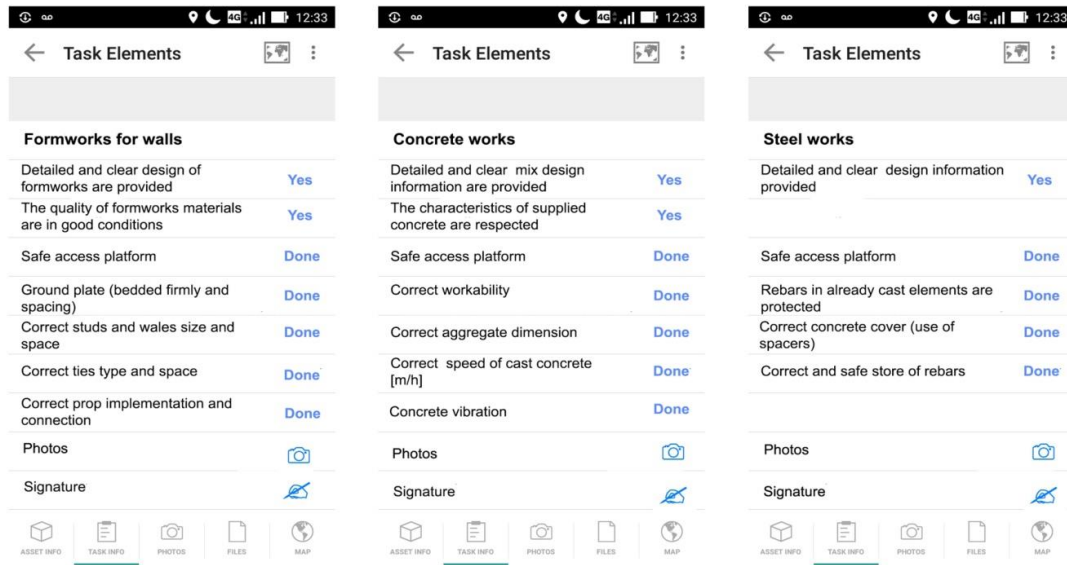 4G 12:33
Task Elements
Formworks for walls
Detailed and clear design of
formworks are provided
Yes
The quality of formworks materials
are in good conditions
Yes
Safe access platform
Done
Ground plate (bedded firmly and
spacing)
Done
Correct studs and wales size and
space
Done
Correct ties type and space
Done
Correct prop implementation and
connection
Done
Photos
Signature
ASSET INFO TASK INFO PHOTOS FILES MAP
4G 12:33
Task Elements
Concrete works
Detailed and clear mix design
information are provided
Yes
The characteristics of supplied
concrete are respected
Yes
Safe access platform
Done
Correct workability
Done
Correct aggregate dimension
Done
Correct speed of cast concrete
[m/h]
Done
Concrete vibration
Done
Photos
Signature
ASSET INFO TASK INFO PHOTOS FILES MAP
4G 12:33
Task Elements
Steel works
Detailed and clear design information
provided
Yes
Safe access platform
Done
Rebars in already cast elements are
protected
Done
Correct concrete cover (use of
spacers)
Done
Correct and safe store of rebars
Done
Photos
Signature
ASSET INFO TASK INFO PHOTOS FILES MAP